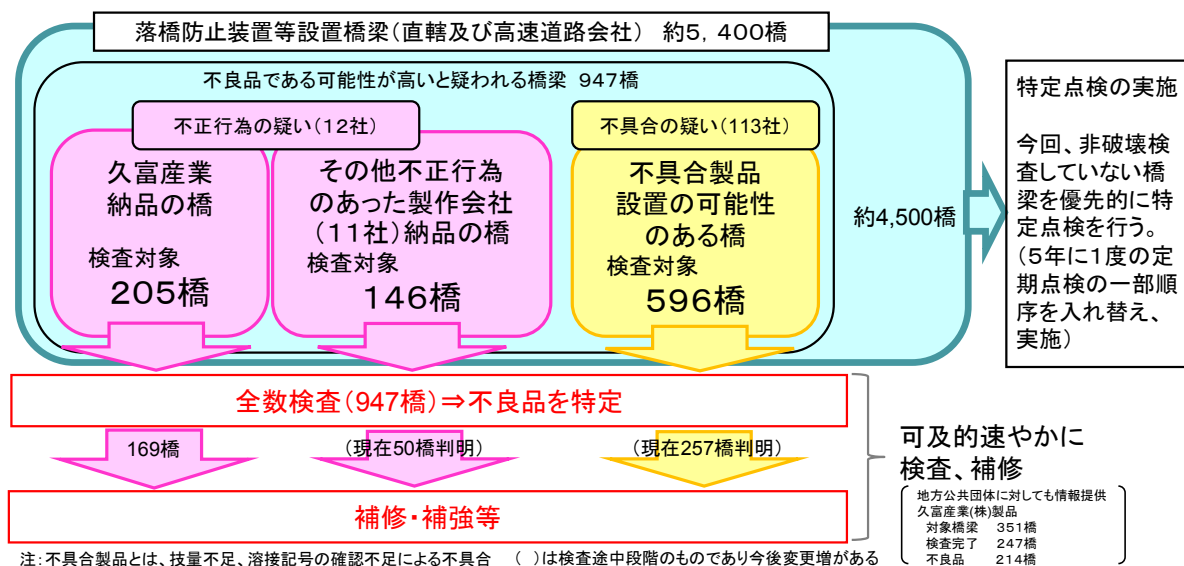 落橋防止装置等設置橋梁（直轄及び高速道路会社） 約５，４００橋
不良品である可能性が高いと疑われる橋梁 947橋
不正行為の疑い（１２社）
不具合の疑い（113社）
久富産業
納品の橋
検査対象
２０５橋
その他不正行為
のあった製作会社
（１１社）納品の橋
検査対象
１４６橋
不具合製品
設置の可能性
のある橋
検査対象
５９６橋
約4,500橋
特定点検の実施
今回、非破壊検
査していない橋
梁を優先的に特
定点検を行う。
（５年に１度の定
期点検の一部順
序を入れ替え、
実施）
全数検査（947橋）⇒不良品を特定
169橋
（現在50橋判明）
（現在257橋判明）
補修・補強等
可及的速やかに
検査、補修
地方公共団体に対しても情報提供
久富産業(株)製品
対象橋梁 351橋
検査完了 247橋
不良品 214橋
注：不具合製品とは、技量不足、溶接記号の確認不足による不具合 （ ）は検査途中段階のものであり今後変更増がある